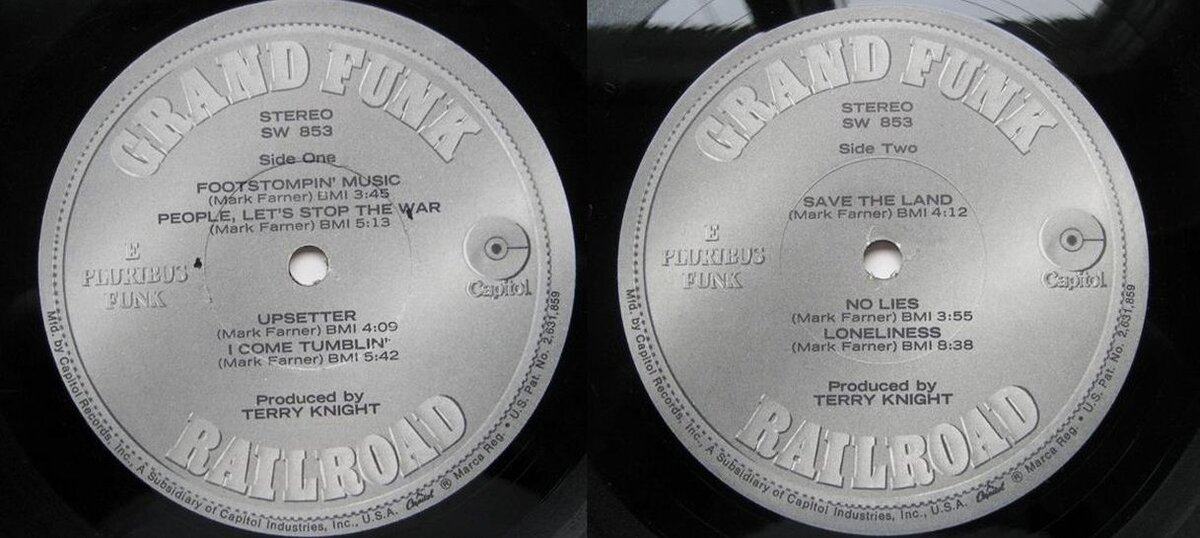 GRAND FUNK
STEREO
SW 853
Side One
FOOTSTOMPIN' MUSIC
(Mark Farner) BMI 3:45
PEOPLE, LET'S STOP THE WAR
(Mark Farner) BMI 5:13
E
PLURIBUS
FUNK
Capitol
UPSETTER
(Mark Farner) BMI 4:09
I COME TUMBLIN'
(Mark Farner) BMI 5:42
Produced by
TERRY KNIGHT
RAILROAD
Mfd. by Capitol Records, Inc., A Subsidiary of Capitol Industries, Inc., U.S.A. Capitol ® Marca Reg. • U.S. Pat. No. 2,631,859
GRAND FUNK
STEREO
SW 853
Side Two
SAVE THE LAND
(Mark Farner) BMI 4:12
E
PLURIBUS
FUNK
Capitol
NO LIES
(Mark Farner) BMI 3:55
LONELINESS
(Mark Farner) BMI 8:38
Produced by
TERRY KNIGHT
RAILROAD
Mfd. by Capitol Records, Inc., A Subsidiary of Capitol Industries, Inc., U.S.A. Capitol ® Marca Reg. • U.S. Pat. No. 2,631,859